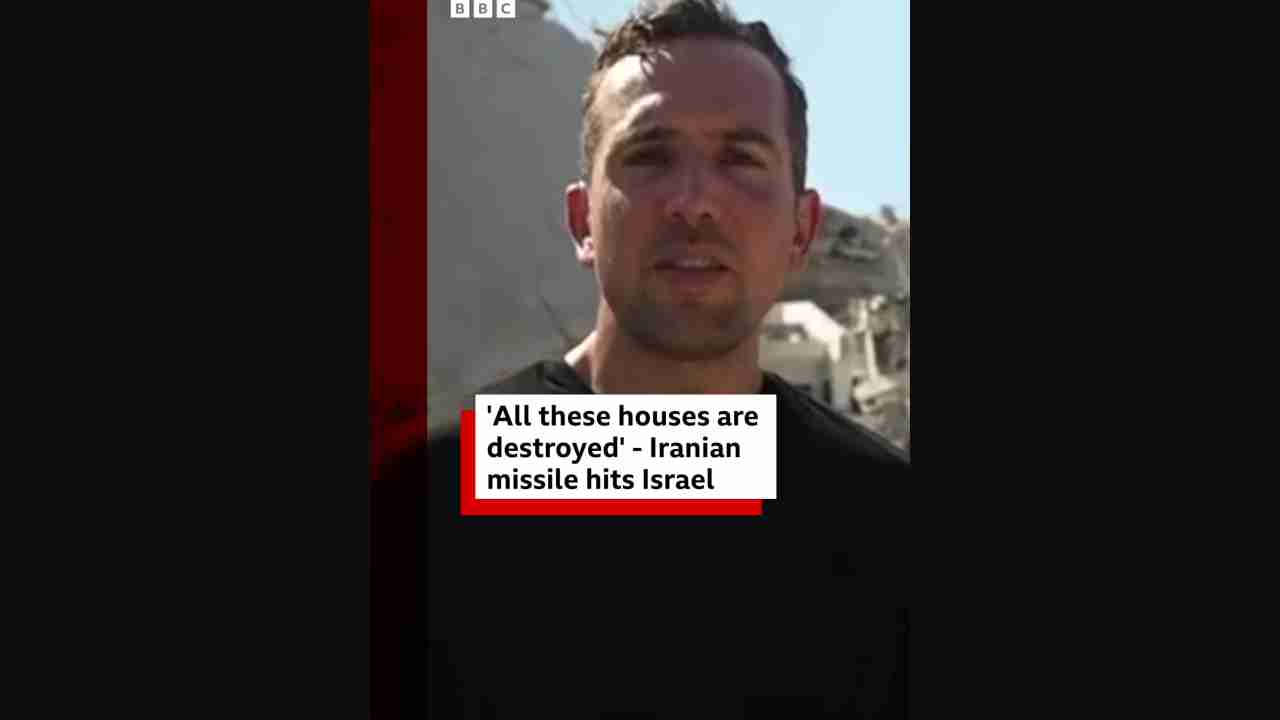 BBC
'All these houses are
destroyed' - Iranian
missile hits Israel